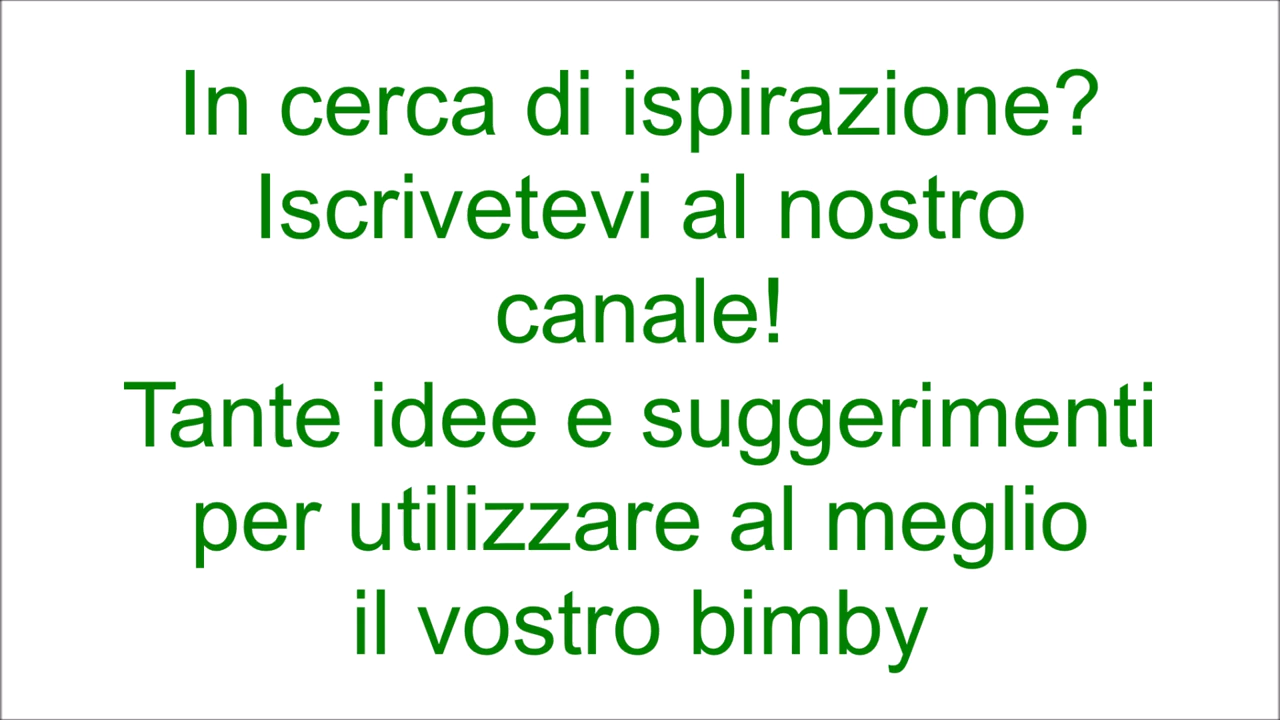 In cerca di ispirazione?
Iscrivetevi al nostro
canale!
Tante idee e suggerimenti
per utilizzare al meglio
il vostro bimby